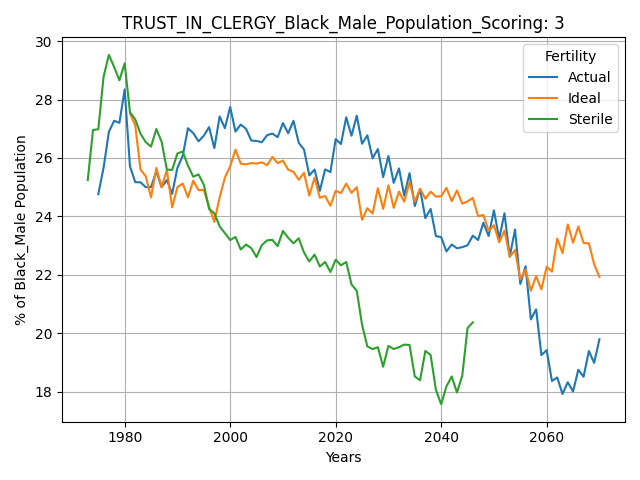 TRUST_IN_CLERGY_Black_Male_Population_Scoring: 3
Fertility
Actual
Ideal
Sterile
% of Black_Male Population
30
28
26
24
22
20
18
1980 2000 2020 2040 2060
Years